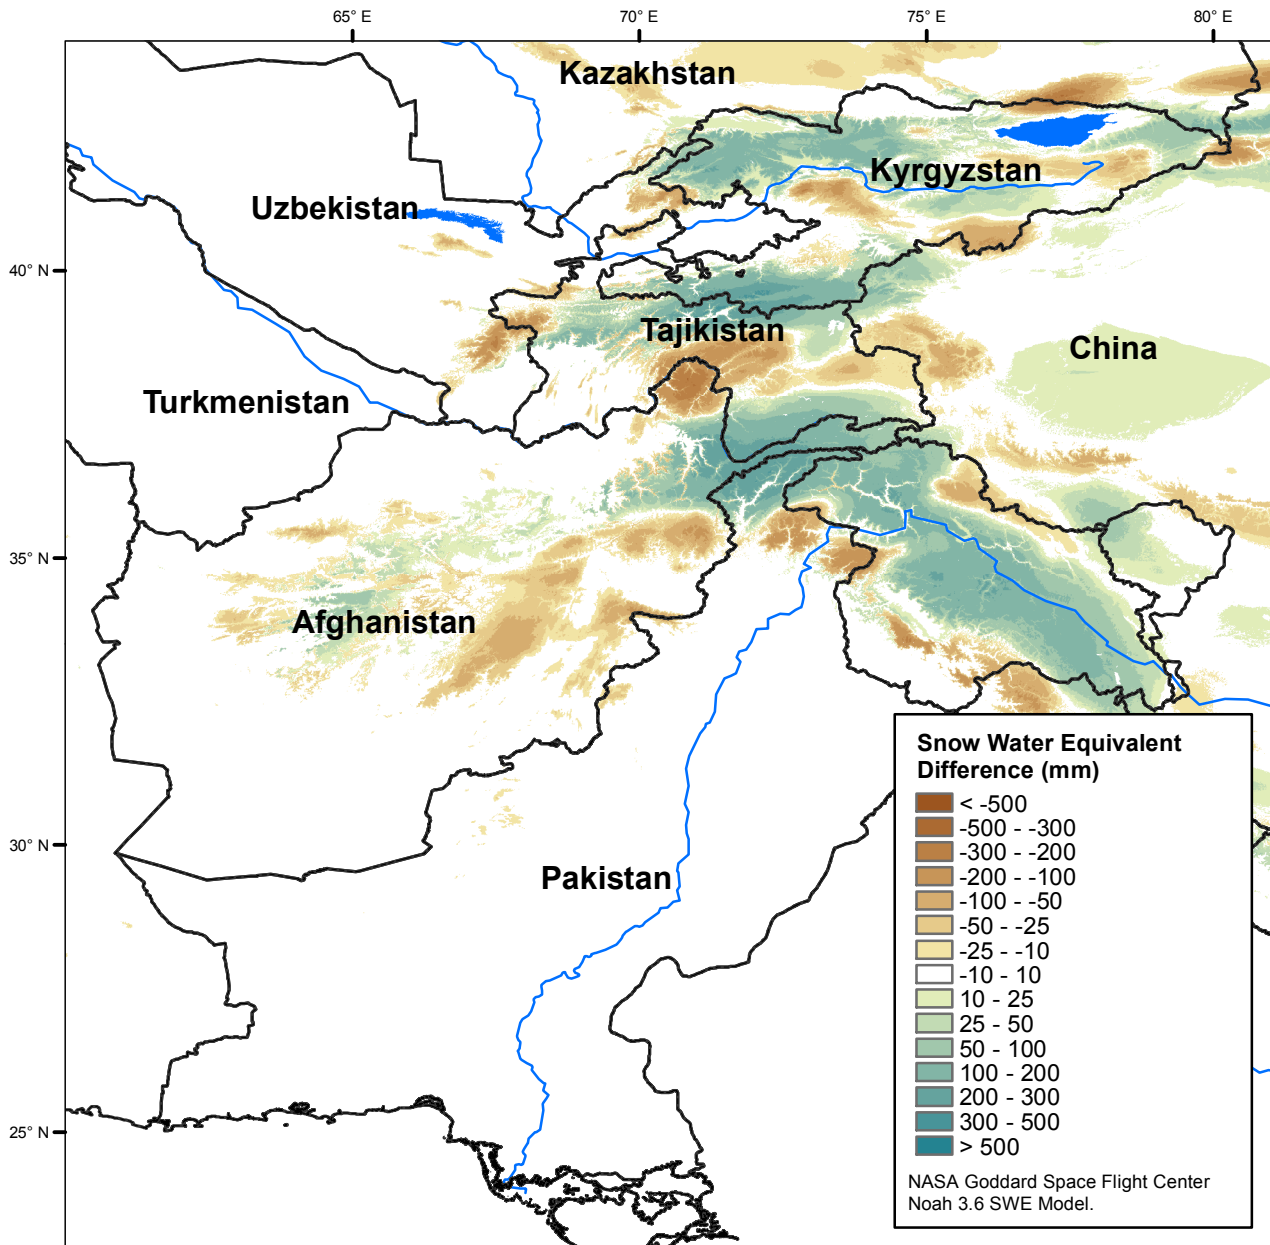 65° E
70° E
75° E
80° E
Kazakhstan
Kyrgyzstan
Uzbekistan
40° N
Tajikistan
China
Turkmenistan
35° N
Afghanistan
30° N
Pakistan
25° N
Snow Water Equivalent
Difference (mm)
< -500
-500 - -300
-300 - -200
-200 - -100
-100 - -50
-50 - -25
-25 - -10
-10 - 10
10 - 25
25 - 50
50 - 100
100 - 200
200 - 300
300 - 500
> 500
NASA Goddard Space Flight Center
Noah 3.6 SWE Model.